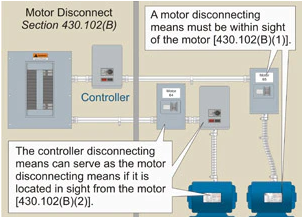 Motor Disconnect
Section 430.102(B)
A motor disconnecting
means must be within sight
of the motor [430.102(B)(1)].
Controller
The controller disconnecting
means can serve as the motor
disconnecting means if it is
located in sight from the motor
[430.102(B)(2)].